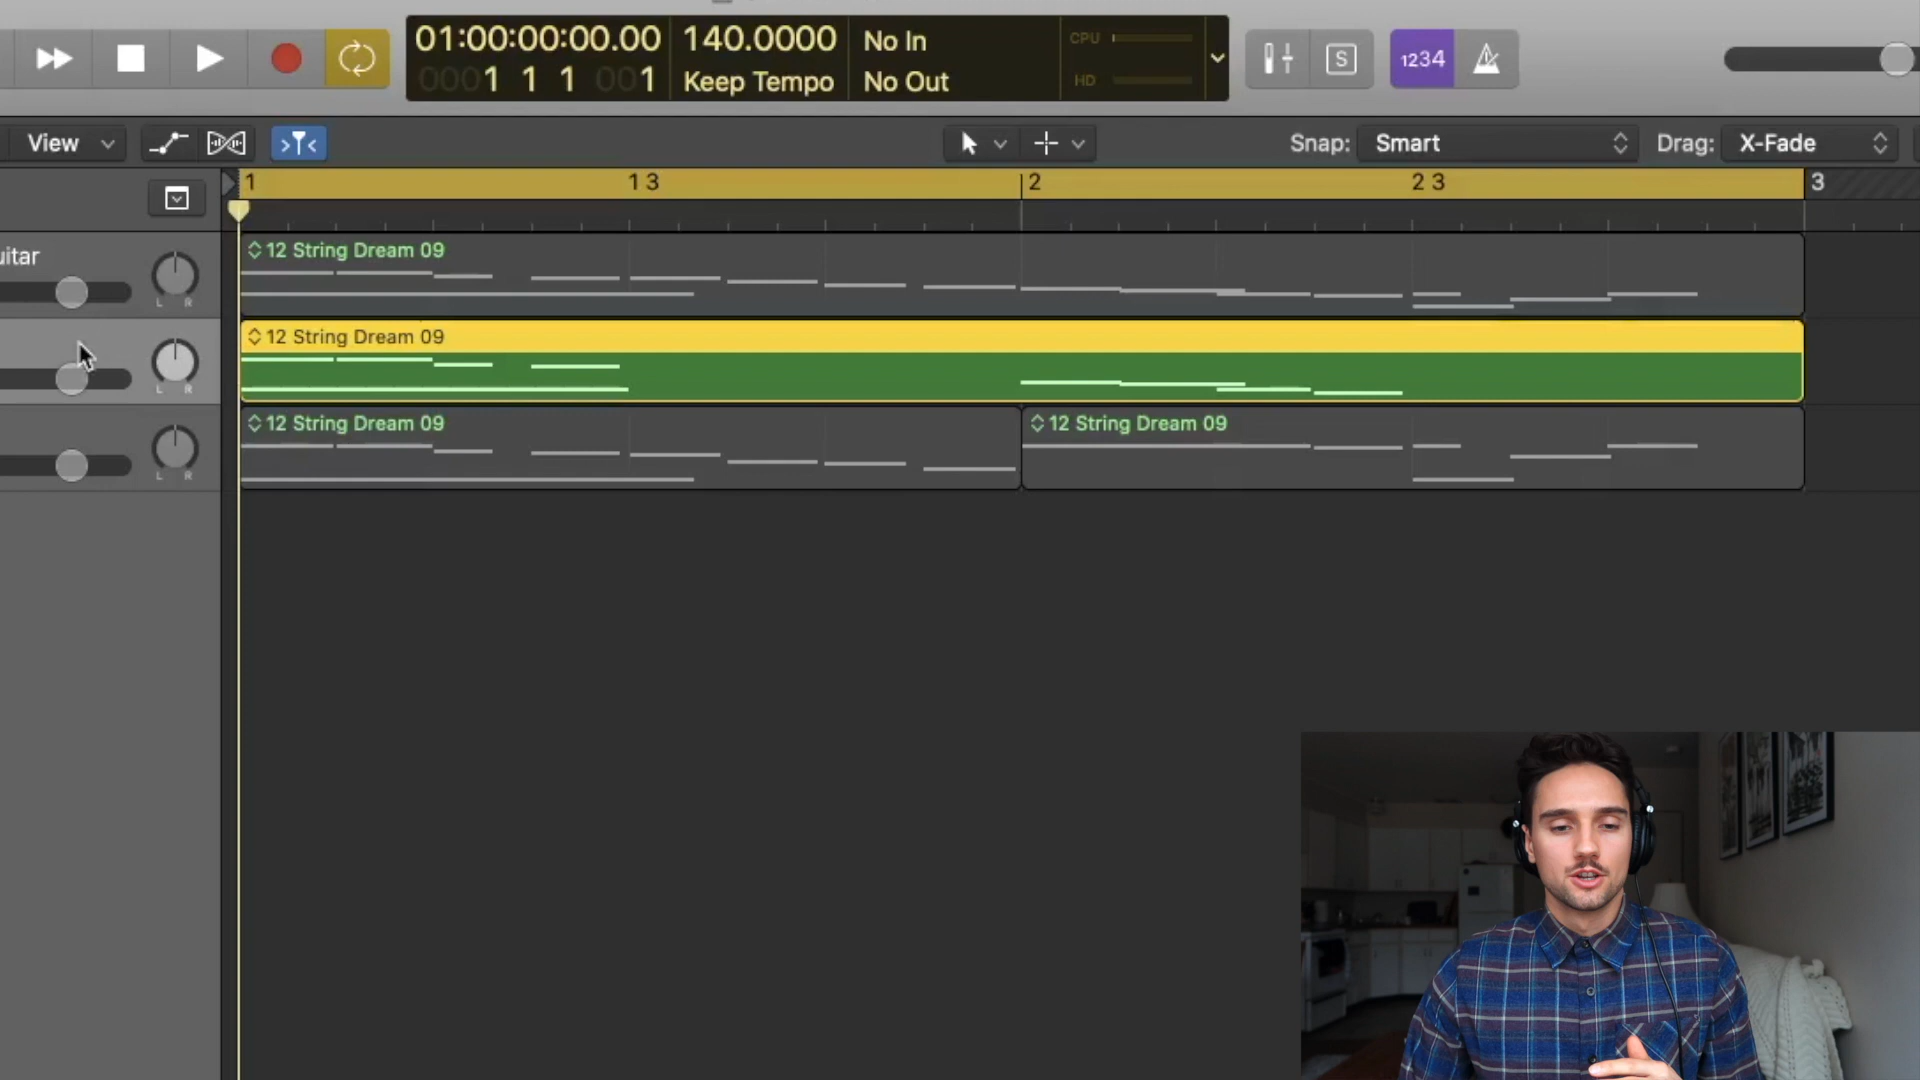 01:00:00:00.00 140.0000 No In CPU
0001 1 1 001 Keep Tempo No Out HD
S 1234
View Snap: Smart Drag: X-Fade
1 1 3 2 2 3 3
uitar
12 String Dream 09
L R
12 String Dream 09
L R
12 String Dream 09 12 String Dream 09
L R